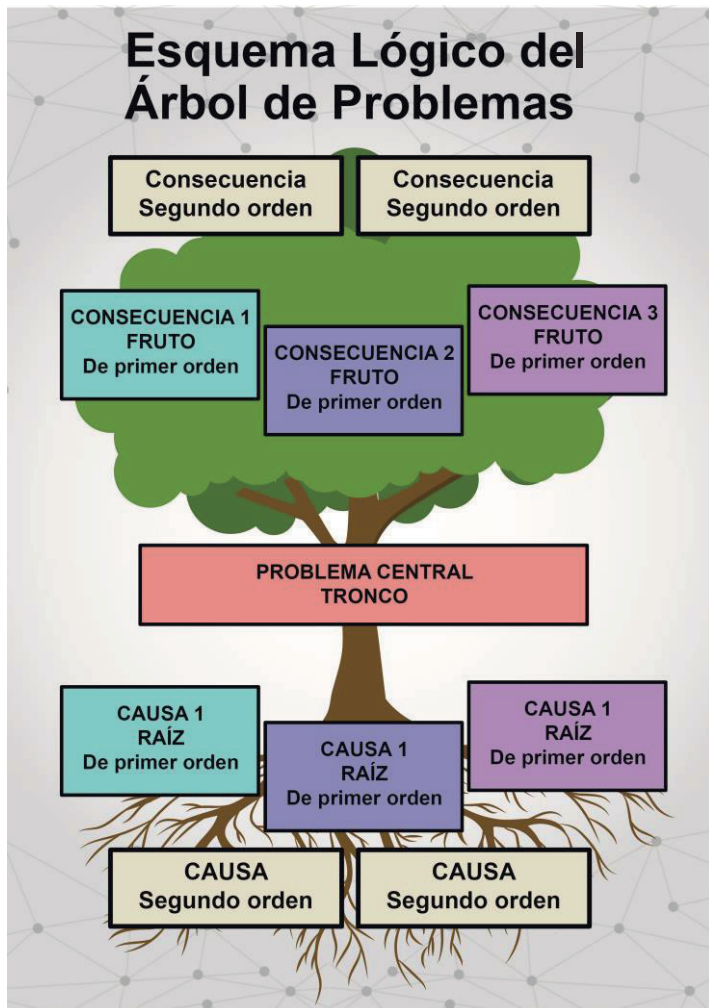 Esquema Lógico del
Árbol de Problemas
Consecuencia
Segundo orden
Consecuencia
Segundo orden
CONSECUENCIA 1
FRUTO
De primer orden
CONSECUENCIA 2
FRUTO
De primer orden
CONSECUENCIA 3
FRUTO
De primer orden
PROBLEMA CENTRAL
TRONCO
CAUSA 1
RAÍZ
De primer orden
CAUSA 1
RAÍZ
De primer orden
CAUSA 1
RAÍZ
De primer orden
CAUSA
Segundo orden
CAUSA
Segundo orden